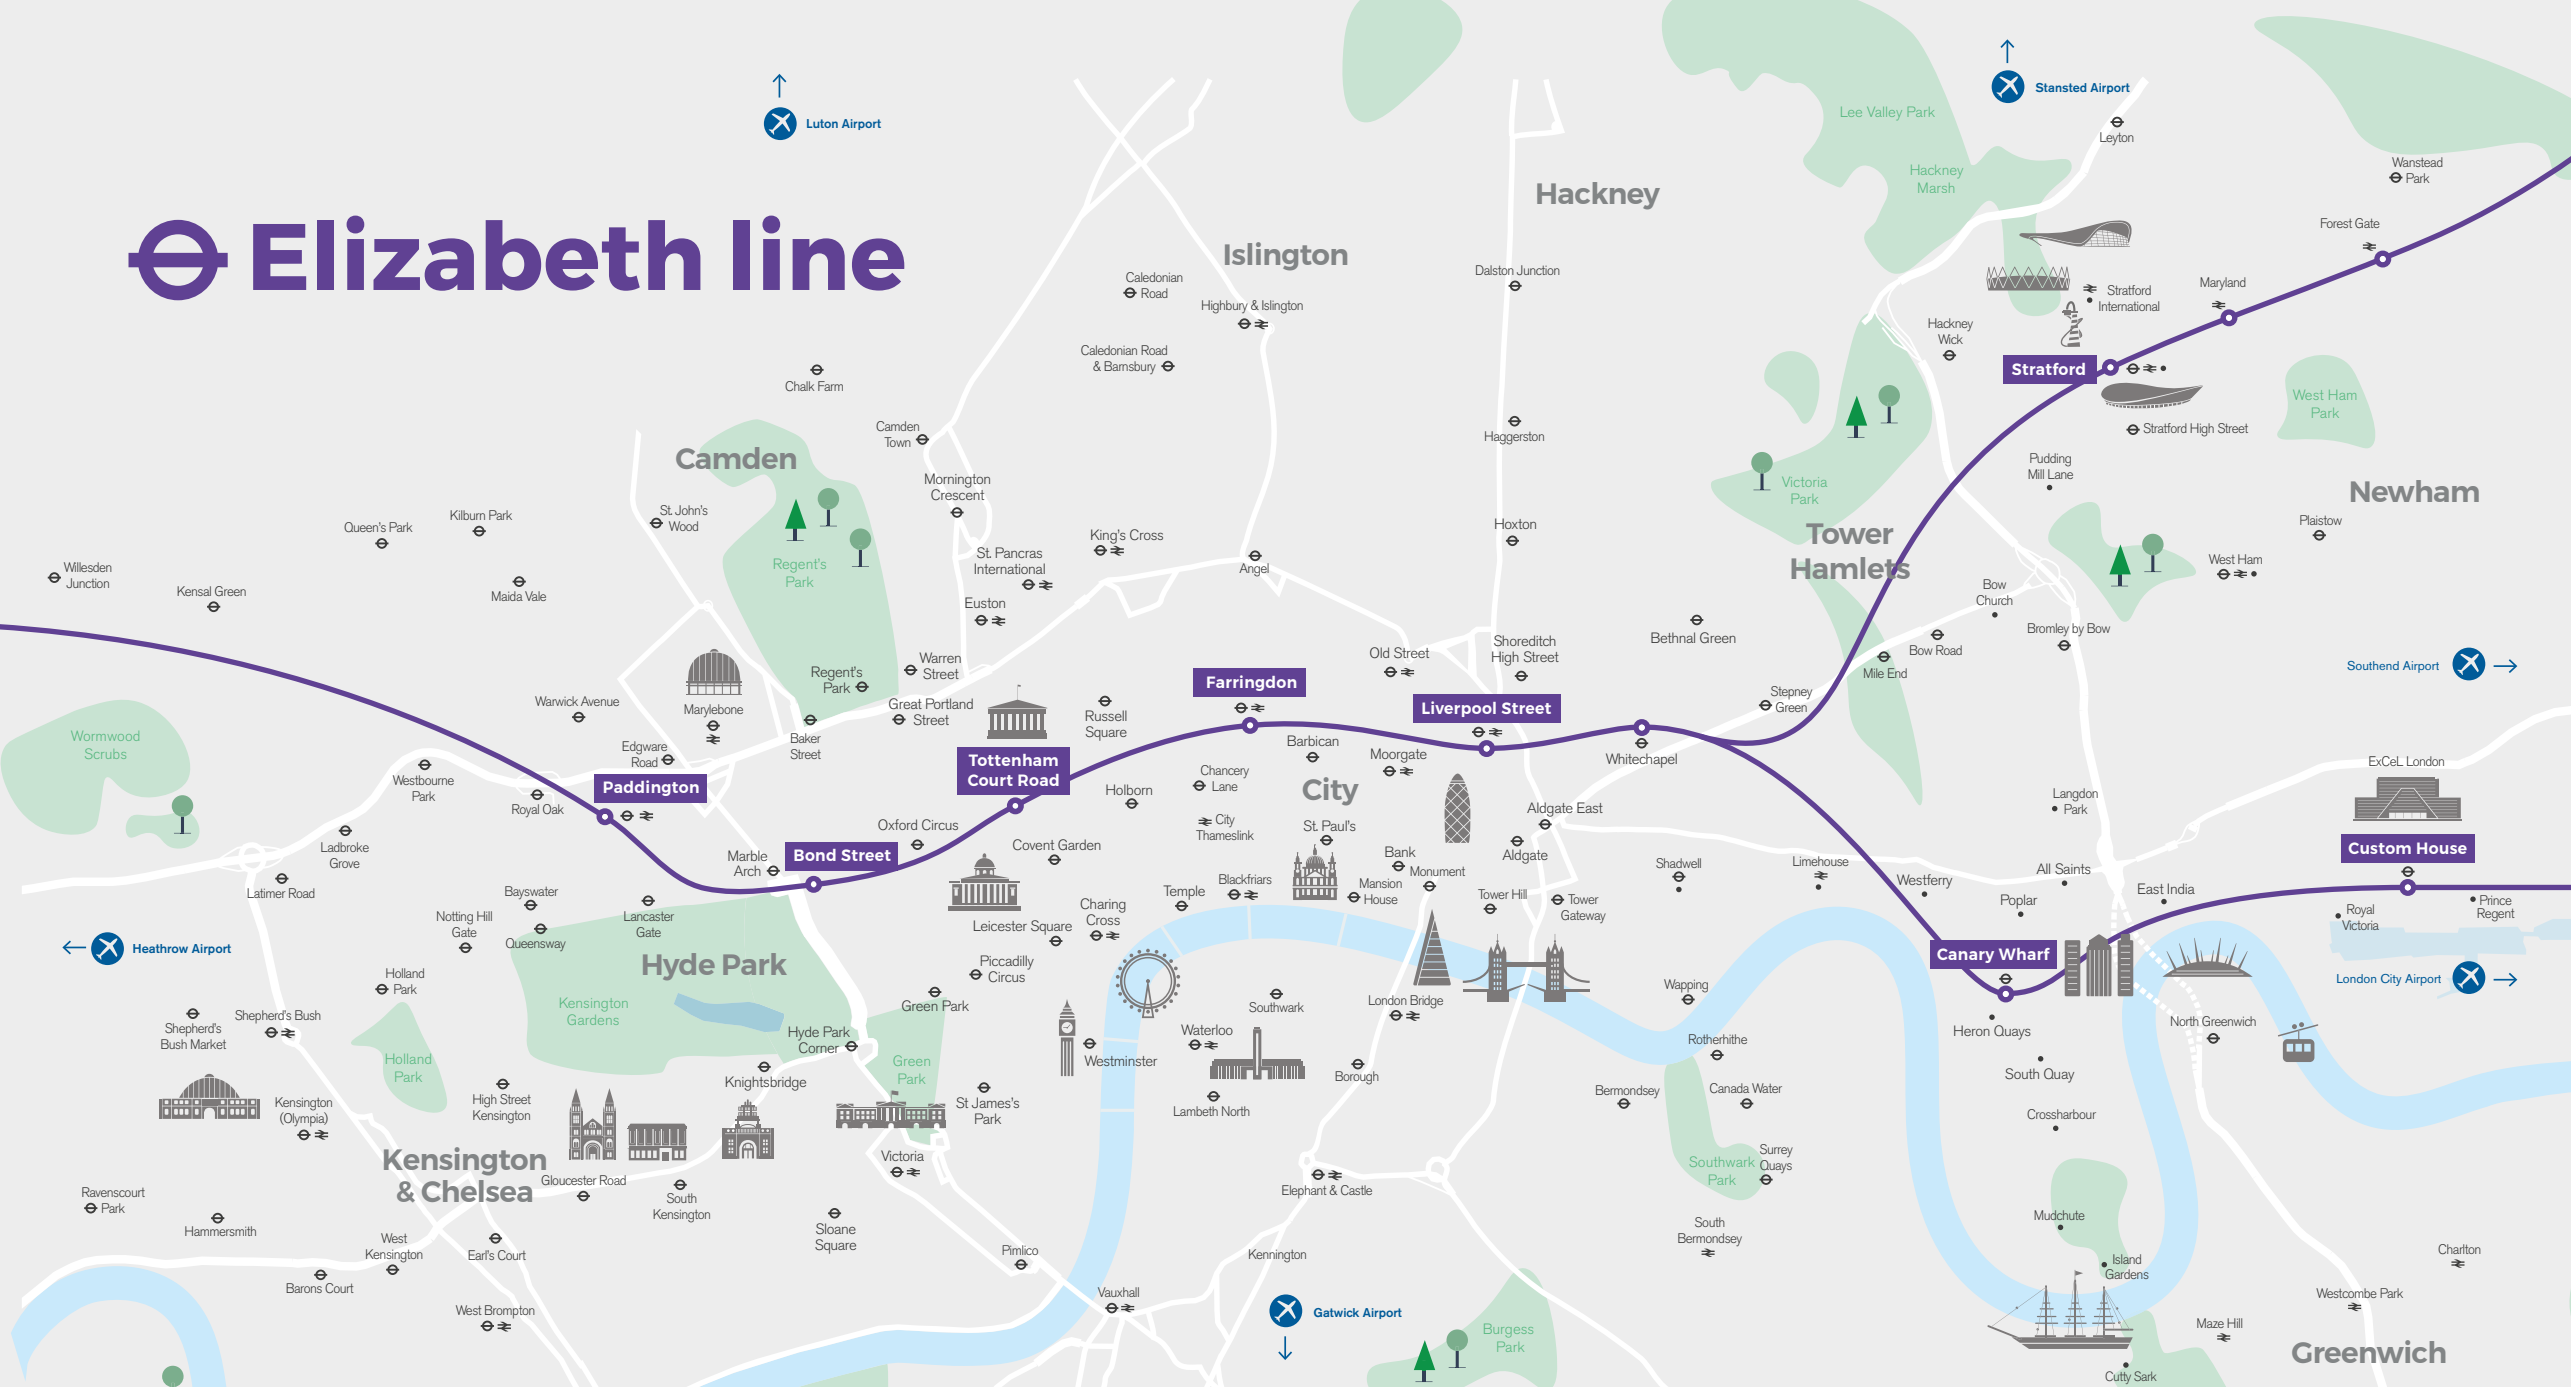 Luton Airport
Stansted Airport
Leyton
Lee Valley Park
Hackney
Marsh
Wanstead
Park
Hackney
Forest Gate
Elizabeth line
Islington
Caledonian
Road
Highbury & Islington
Dalston Junction
Stratford
International
Maryland
Hackney
Wick
Caledonian Road
& Barnsbury
Stratford
Chalk Farm
West Ham
Park
Camden
Town
Haggerston
Stratford High Street
Camden
Pudding
Mill Lane
Mornington
Crescent
Victoria
Park
Newham
St. John's
Wood
Queen's Park
Kilburn Park
Hoxton
Plaistow
King's Cross
Tower
Hamlets
St. Pancras
International
Angel
West Ham
Willesden
Junction
Kensal Green
Maida Vale
Regent's
Park
Bow
Church
Euston
Bethnal Green
Bromley by Bow
Bow Road
Shoreditch
High Street
Old Street
Mile End
Southend Airport
Warren
Street
Regent's
Park
Farringdon
Warwick Avenue
Marylebone
Great Portland
Street
Russell
Square
Liverpool Street
Stepney
Green
Wormwood
Scrubs
Edgware
Road
Baker
Street
Barbican
Moorgate
Whitechapel
Tottenham
Court Road
ExCeL London
Westbourne
Park
Paddington
Royal Oak
Holborn
Chancery
Lane
City
Aldgate East
Langdon
Park
Oxford Circus
City
Thameslink
St. Paul's
Ladbroke
Grove
Covent Garden
Marble
Arch
Bond Street
Bank
Aldgate
Custom House
Shadwell
Limehouse
Latimer Road
Bayswater
Temple
Blackfriars
Mansion
House
Monument
Tower Hill
Tower
Gateway
Westferry
All Saints
East India
Poplar
Royal
Victoria
Prince
Regent
Notting Hill
Gate
Queensway
Lancaster
Gate
Leicester Square
Charing
Cross
Heathrow Airport
Hyde Park
Piccadilly
Circus
Canary Wharf
London City Airport
Holland
Park
Kensington
Gardens
Green Park
Southwark
London Bridge
Wapping
Shepherd's
Bush Market
Shepherd's Bush
Hyde Park
Corner
Westminster
Waterloo
Heron Quays
North Greenwich
Rotherhithe
Holland
Park
Green
Park
Knightsbridge
Borough
South Quay
High Street
Kensington
Kensington
(Olympia)
St James's
Park
Lambeth North
Bermondsey
Canada Water
Crossharbour
Kensington
& Chelsea
Gloucester Road
Victoria
Southwark
Park
Surrey
Quays
Elephant & Castle
Ravenscourt
Park
South
Kensington
Hammersmith
Sloane
Square
South
Bermondsey
Mudchute
West
Kensington
Earl's Court
Pimlico
Kennington
Island
Gardens
Charlton
Barons Court
Vauxhall
Gatwick Airport
Westcombe Park
West Brompton
Burgess
Park
Maze Hill
Greenwich
Cutty Sark